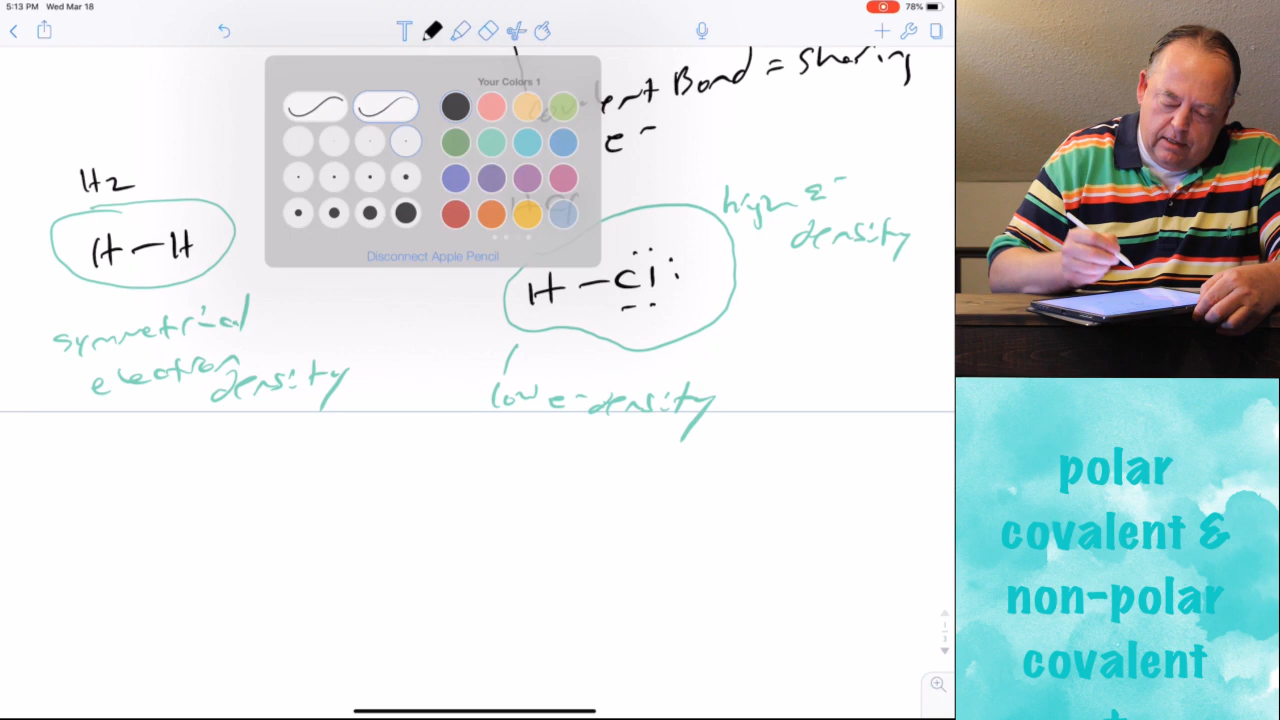 5:13 PM Wed Mar 18
78%
T
Your Colors 1
ent Bond = Sharing
e -
H2
H - H
high e-
density
H - Cl
symmetrical
electron
density
low e- density
Disconnect Apple Pencil
polar
covalent &
non-polar
covalent